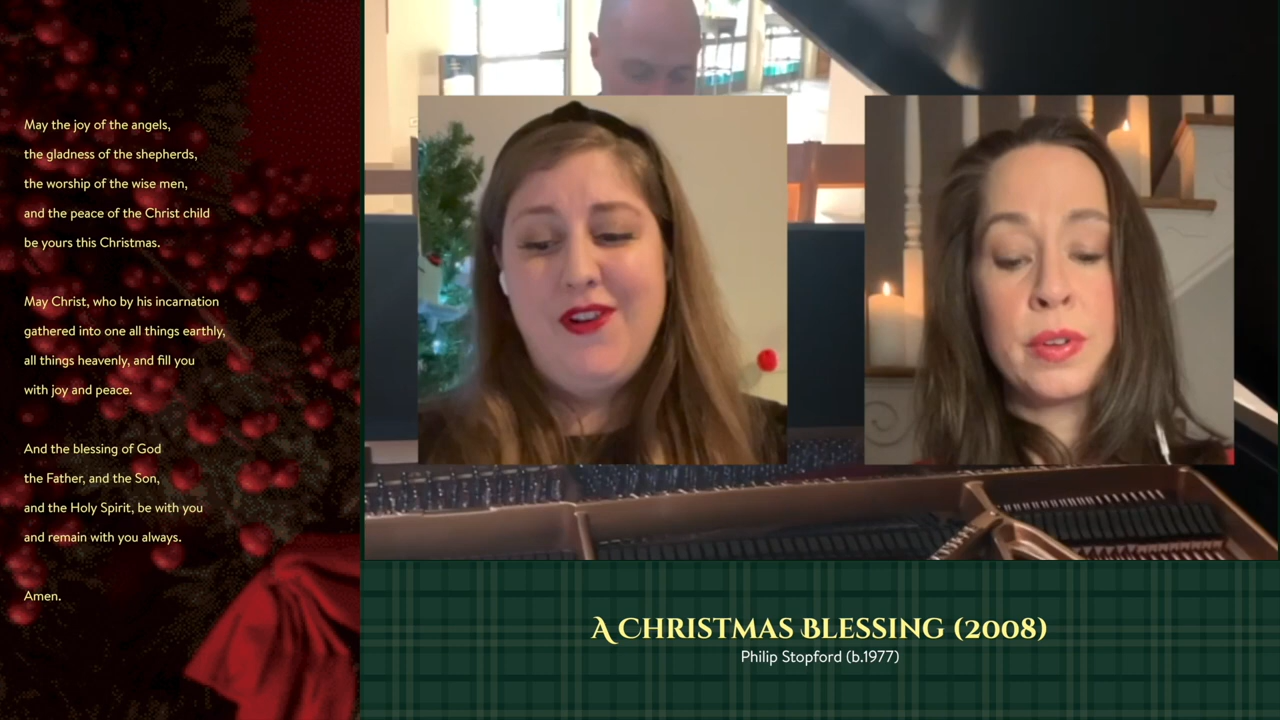 May the joy of the angels,
the gladness of the shepherds,
the worship of the wise men,
and the peace of the Christ child
be yours this Christmas.
May Christ, who by his incarnation
gathered into one all things earthly,
all things heavenly, and fill you
with joy and peace.
And the blessing of God
the Father, and the Son,
and the Holy Spirit, be with you
and remain with you always.
Amen.
A Christmas Blessing (2008)
Philip Stopford (b.1977)